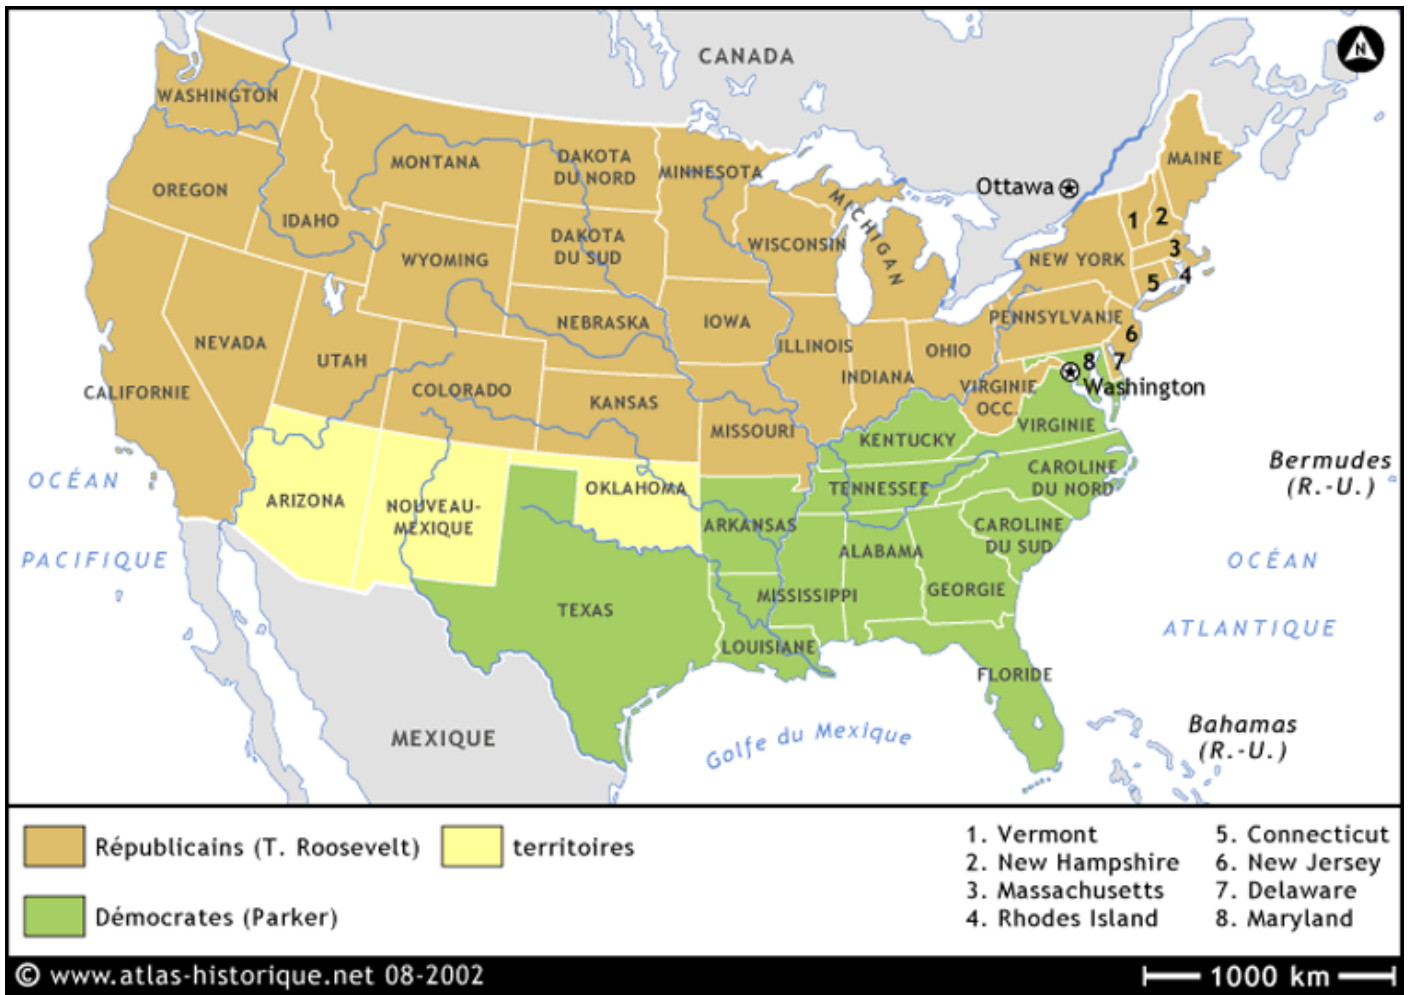 N
CANADA
WASHINGTON
MONTANA
DAKOTA
DU NORD
MINNESOTA
MAINE
Ottawa
OREGON
IDAHO
MICHIGAN
1
2
WYOMING
DAKOTA
DU SUD
WISCONSIN
NEW YORK
3
4
5
NEVADA
UTAH
NEBRASKA
IOWA
ILLINOIS
INDIANA
OHIO
PENNSYLVANIE
6
7
8
Washington
CALIFORNIE
COLORADO
KANSAS
MISSOURI
VIRGINIE
OCC.
VIRGINIE
KENTUCKY
OCÉAN
PACIFIQUE
ARIZONA
NOUVEAU-
MEXIQUE
OKLAHOMA
ARKANSAS
TENNESSEE
CAROLINE
DU NORD
CAROLINE
DU SUD
Bermudes
(R.-U.)
OCÉAN
ATLANTIQUE
TEXAS
LOUISIANE
MISSISSIPPI
ALABAMA
GEORGIE
FLORIDE
MEXIQUE
Golfe du Mexique
Bahamas
(R.-U.)
Républicains (T. Roosevelt)
territoires
Démocrates (Parker)
1. Vermont
2. New Hampshire
3. Massachusetts
4. Rhodes Island
5. Connecticut
6. New Jersey
7. Delaware
8. Maryland
© www.atlas-historique.net 08-2002
1000 km